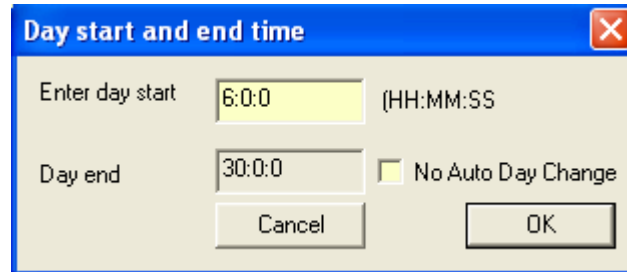 Day start and end time
Enter day start 6:0:0 (HH:MM:SS
Day end 30:0:0 No Auto Day Change
Cancel OK